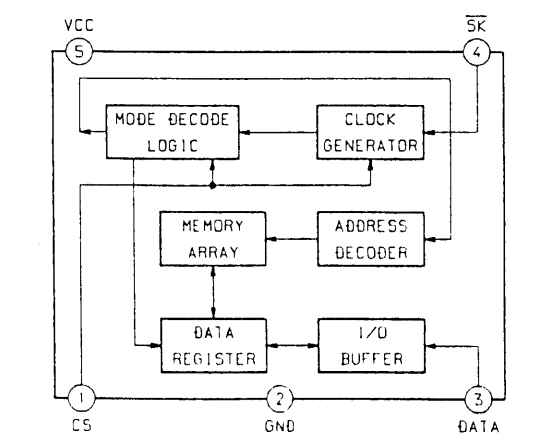 VCC
S̅K̅
5
4
MODE DECODE
LOGIC
CLOCK
GENERATOR
MEMORY
ARRAY
ADDRESS
DECODER
DATA
REGISTER
I/O
BUFFER
1
2
3
CS
GND
DATA